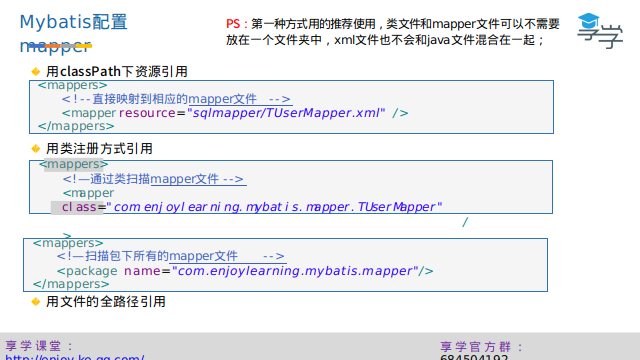 Mybatis配置
mapper
PS：第一种方式用的推荐使用，类文件和mapper文件可以不需要
放在一个文件夹中，xml文件也不会和java文件混合在一起；
享学
用classPath下资源引用
<mappers>
<!--直接映射到相应的mapper文件 -->
<mapper resource="sqlmapper/TUserMapper.xml" />
</mappers>
用类注册方式引用
<mappers>
<!—通过类扫描mapper文件 -->
<mapper
class="com.enjoylearning.mybatis.mapper.TUserMapper"
/
>
<mappers>
<!—扫描包下所有的mapper文件 -->
<package name="com.enjoylearning.mybatis.mapper"/>
</mappers>
用文件的全路径引用
享学课堂：
享学官方群：
http://enjoy.ke.qq.com/
684504192